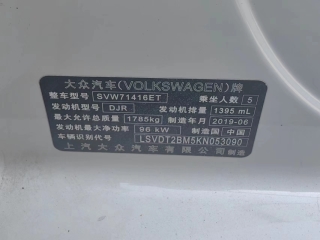 大众汽车(VOLKSWAGEN)牌
整车型号 SVW71416ET 乘坐人数 5
发动机型号 DJR 发动机排量 1395 mL
最大允许总质量 1785kg 制造年月 2019-06
发动机最大净功率 96 kW 制造国 中国
车辆识别代号 LSVDT2BM5KN053090
上汽大众汽车有限公司 制造